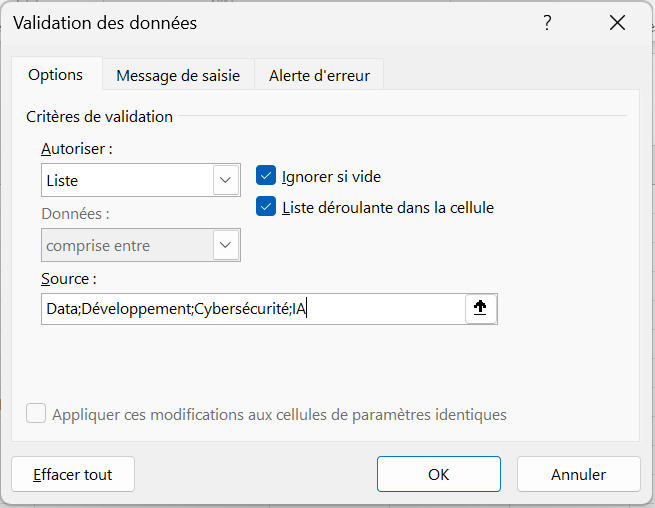 Validation des données
Options
Message de saisie
Alerte d'erreur
Critères de validation
Autoriser :
Liste
Ignorer si vide
Liste déroulante dans la cellule
Données :
comprise entre
Source :
Data;Développement;Cybersécurité;IA
Appliquer ces modifications aux cellules de paramètres identiques
Effacer tout
OK
Annuler